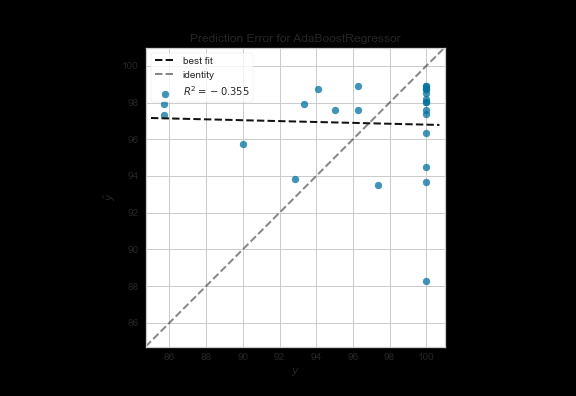 Prediction Error for AdaBoostRegressor
best fit
identity
R² = −0.355
100
98
96
94
92
90
88
86
ŷ
86
88
90
92
94
96
98
100
y